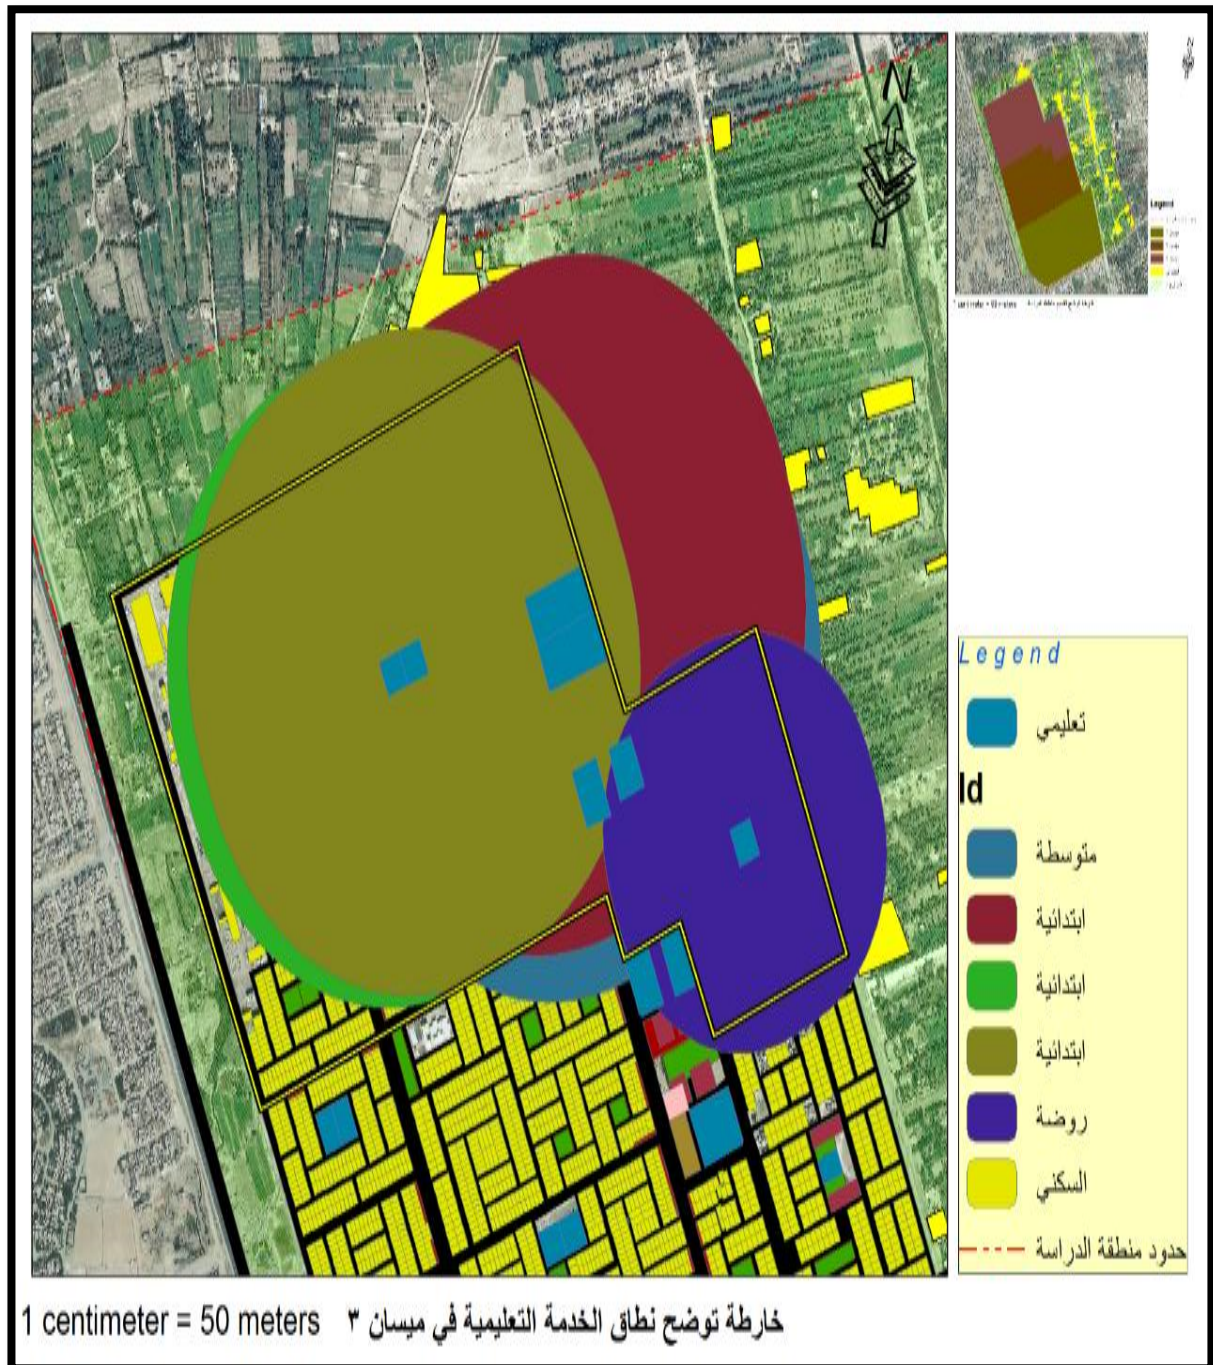 N
Legend
Legend
تعليمي
Id
متوسطة
ابتدائية
ابتدائية
ابتدائية
روضة
السكني
حدود منطقة الدراسة
1 centimeter = 50 meters خارطة توضح نطاق الخدمة التعليمية في ميسان ٣